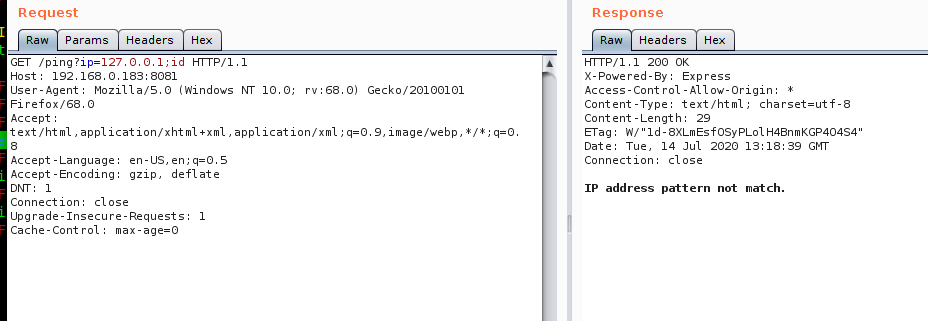 Request
Raw Params Headers Hex
GET /ping?ip=127.0.0.1;id HTTP/1.1
Host: 192.168.0.183:8081
User-Agent: Mozilla/5.0 (Windows NT 10.0; rv:68.0) Gecko/20100101
Firefox/68.0
Accept:
text/html,application/xhtml+xml,application/xml;q=0.9,image/webp,*/*;q=0.
8
Accept-Language: en-US,en;q=0.5
Accept-Encoding: gzip, deflate
DNT: 1
Connection: close
Upgrade-Insecure-Requests: 1
Cache-Control: max-age=0
Response
Raw Headers Hex
HTTP/1.1 200 OK
X-Powered-By: Express
Access-Control-Allow-Origin: *
Content-Type: text/html; charset=utf-8
Content-Length: 29
ETag: W/"1d-8XLmEsfOSyPLolH4BnmKGP4O4S4"
Date: Tue, 14 Jul 2020 13:18:39 GMT
Connection: close
IP address pattern not match.